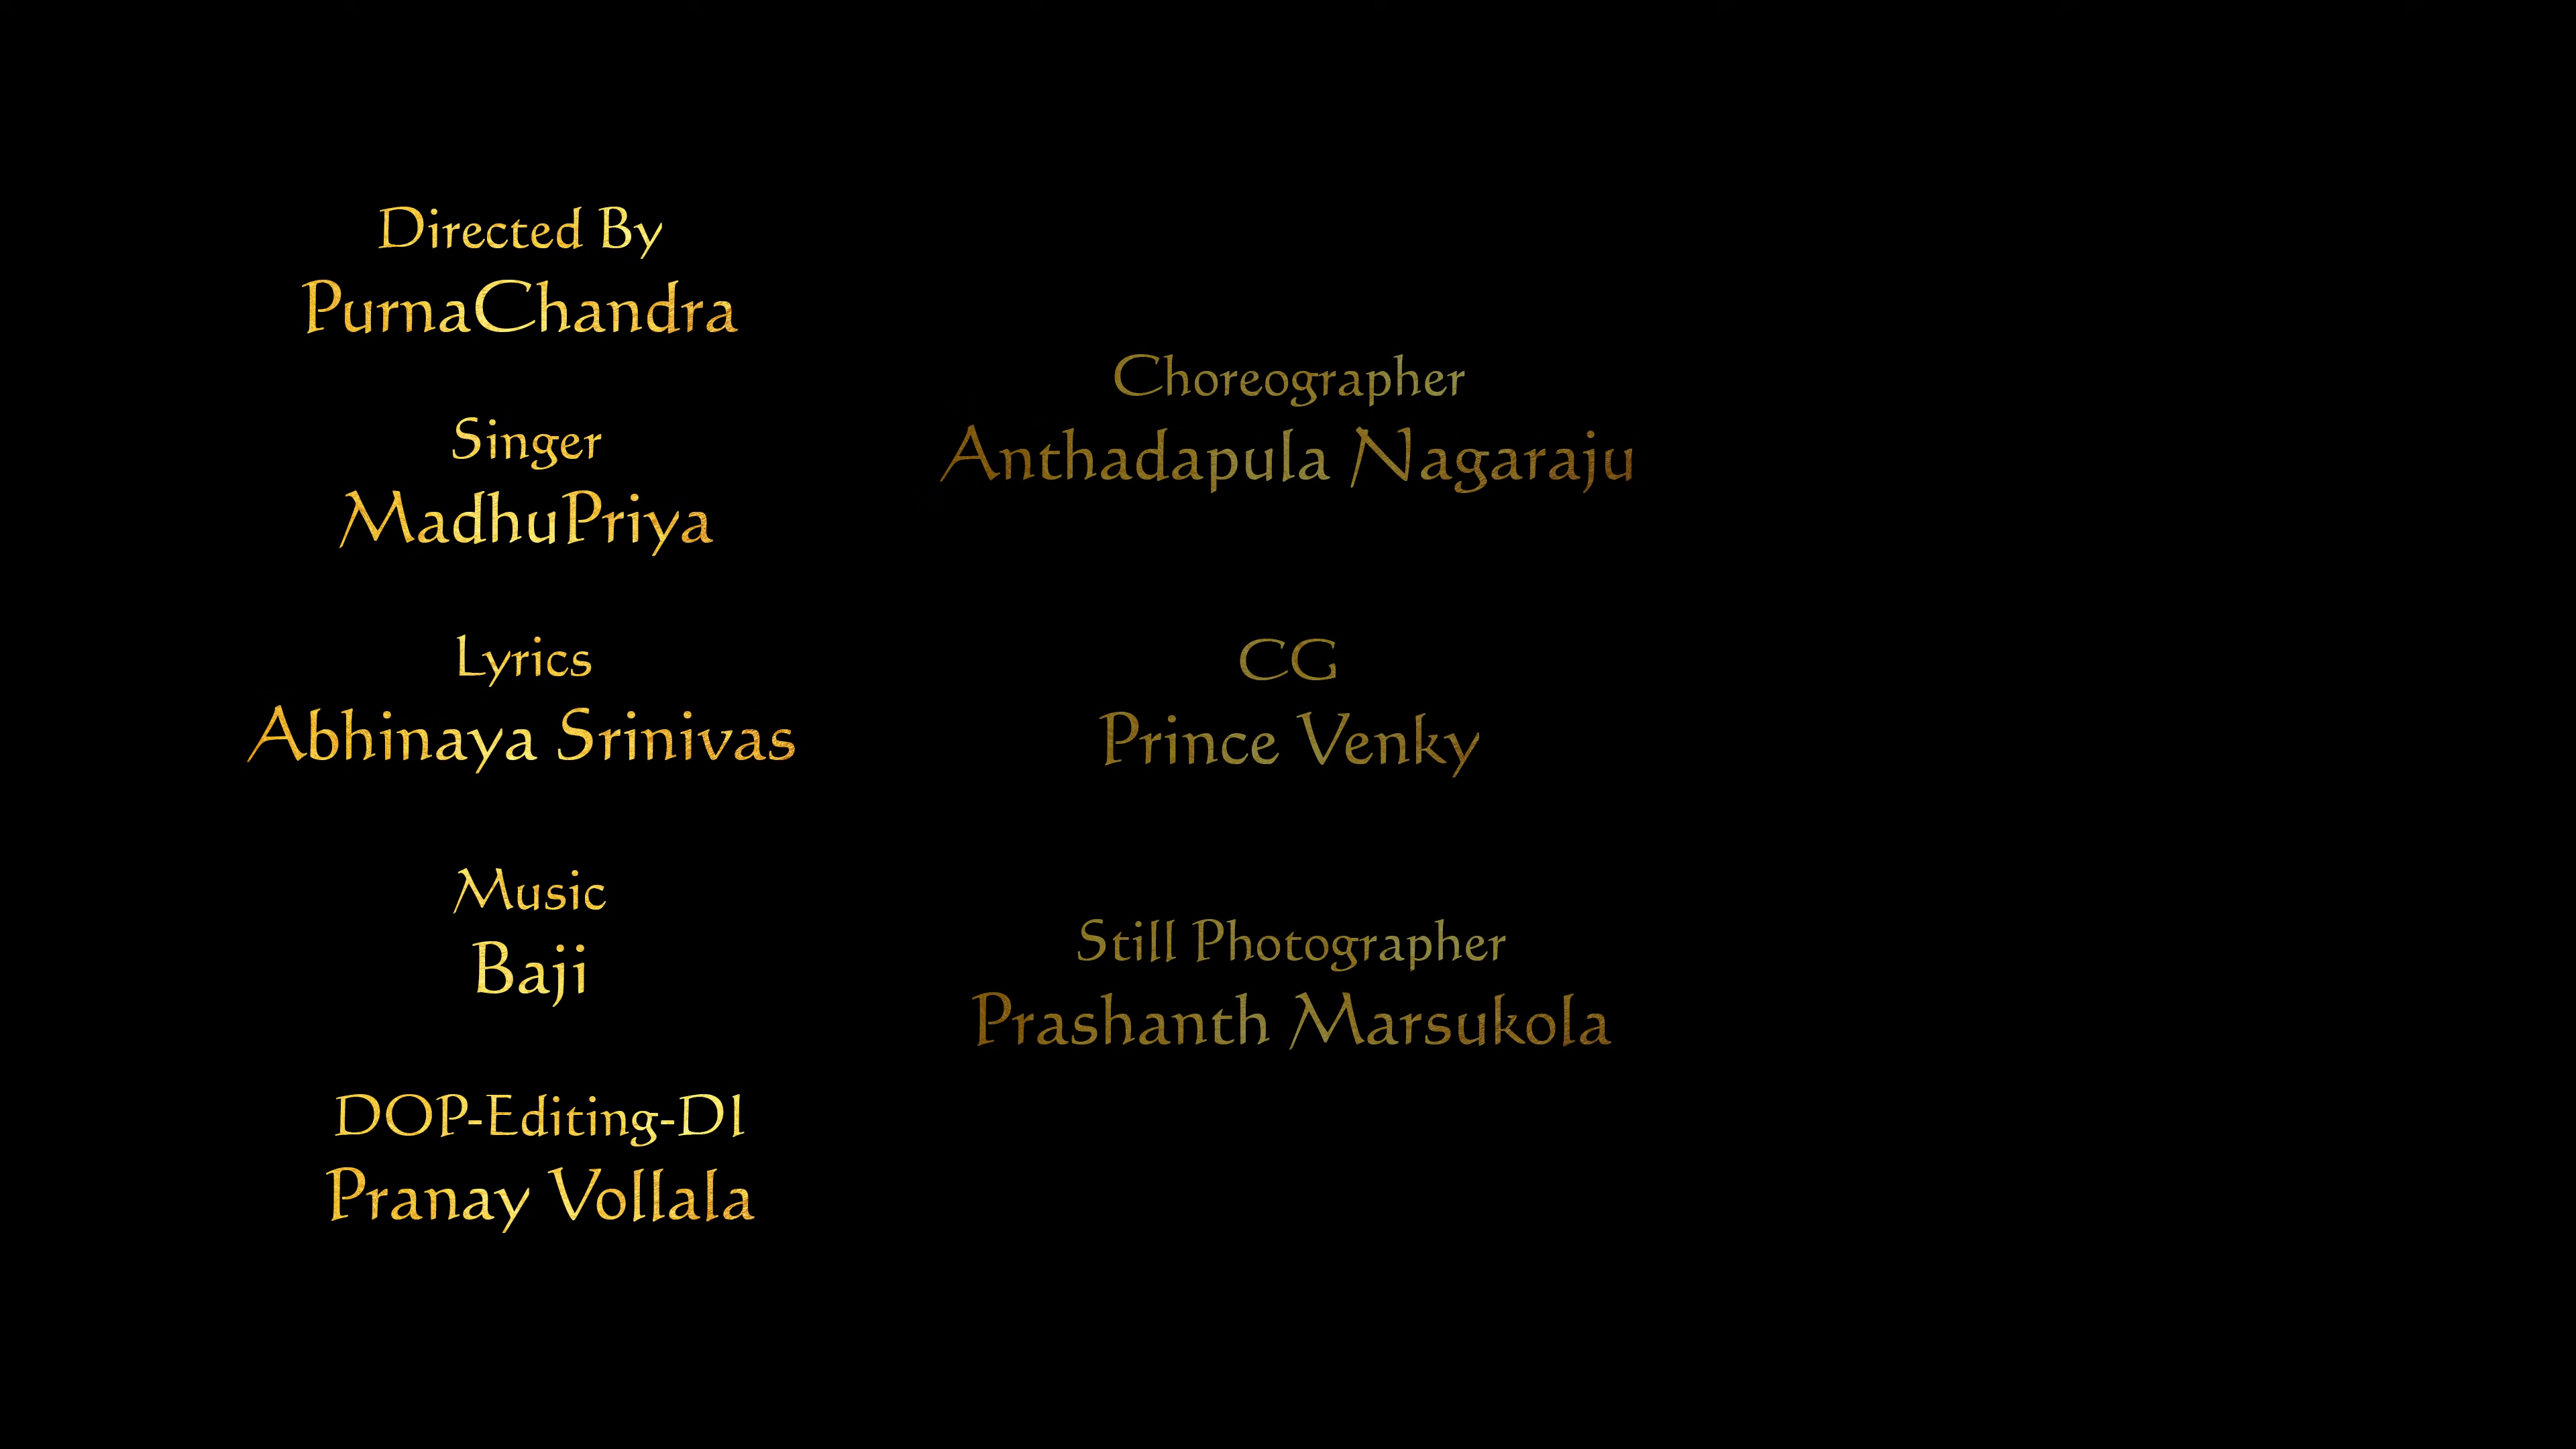 Directed By
PurnaChandra
Singer
MadhuPriya
Lyrics
Abhinaya Srinivas
Music
Baji
DOP-Editing-DI
Pranay Vollala
Choreographer
Anthadapula Nagaraju
CG
Prince Venky
Still Photographer
Prashanth Marsukola